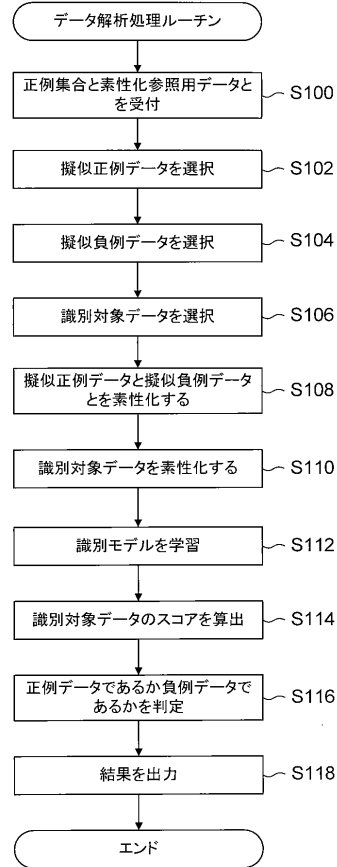 データ解析処理ルーチン
正例集合と素性化参照用データと
を受付
S100
擬似正例データを選択
S102
擬似負例データを選択
S104
識別対象データを選択
S106
擬似正例データと擬似負例データ
とを素性化する
S108
識別対象データを素性化する
S110
識別モデルを学習
S112
識別対象データのスコアを算出
S114
正例データであるか負例データで
あるかを判定
S116
結果を出力
S118
エンド